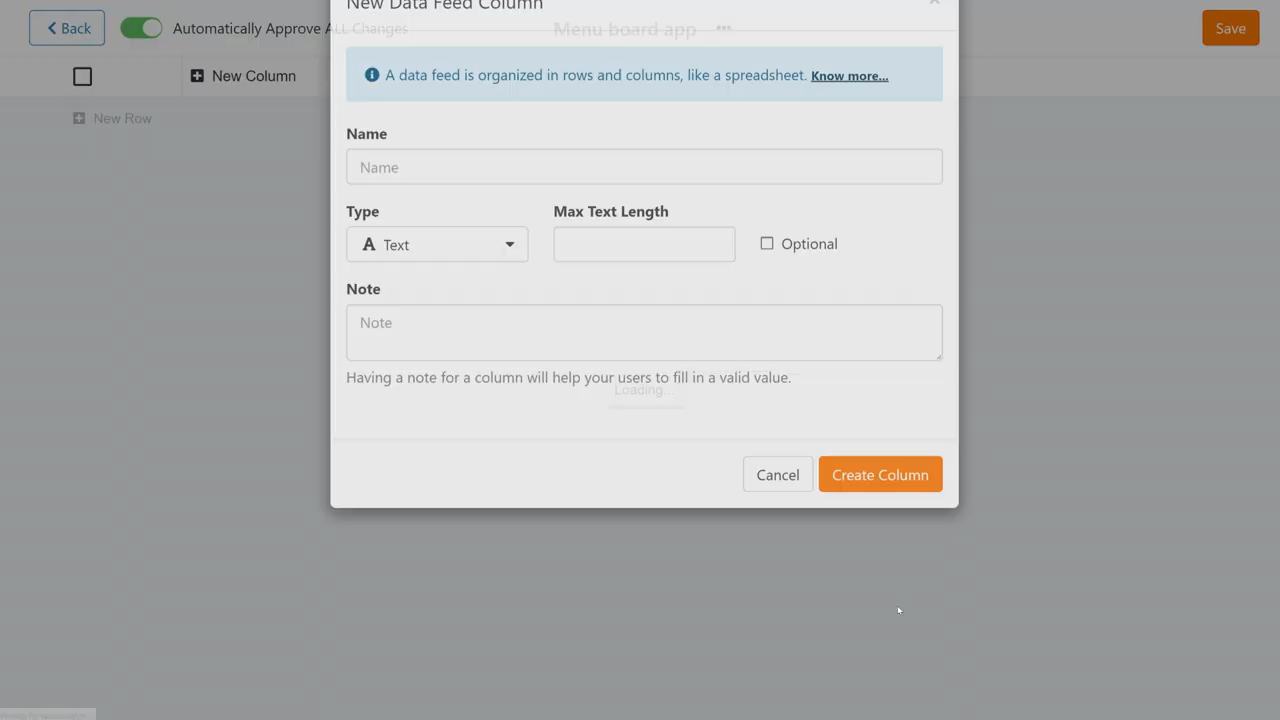 New Data Feed Column
Back
Automatically Approve ALL Changes
Menu board app
Save
New Column
A data feed is organized in rows and columns, like a spreadsheet. Know more...
New Row
Name
Name
Type
Max Text Length
Text
Optional
Note
Note
Having a note for a column will help your users to fill in a valid value.
Loading...
Cancel
Create Column